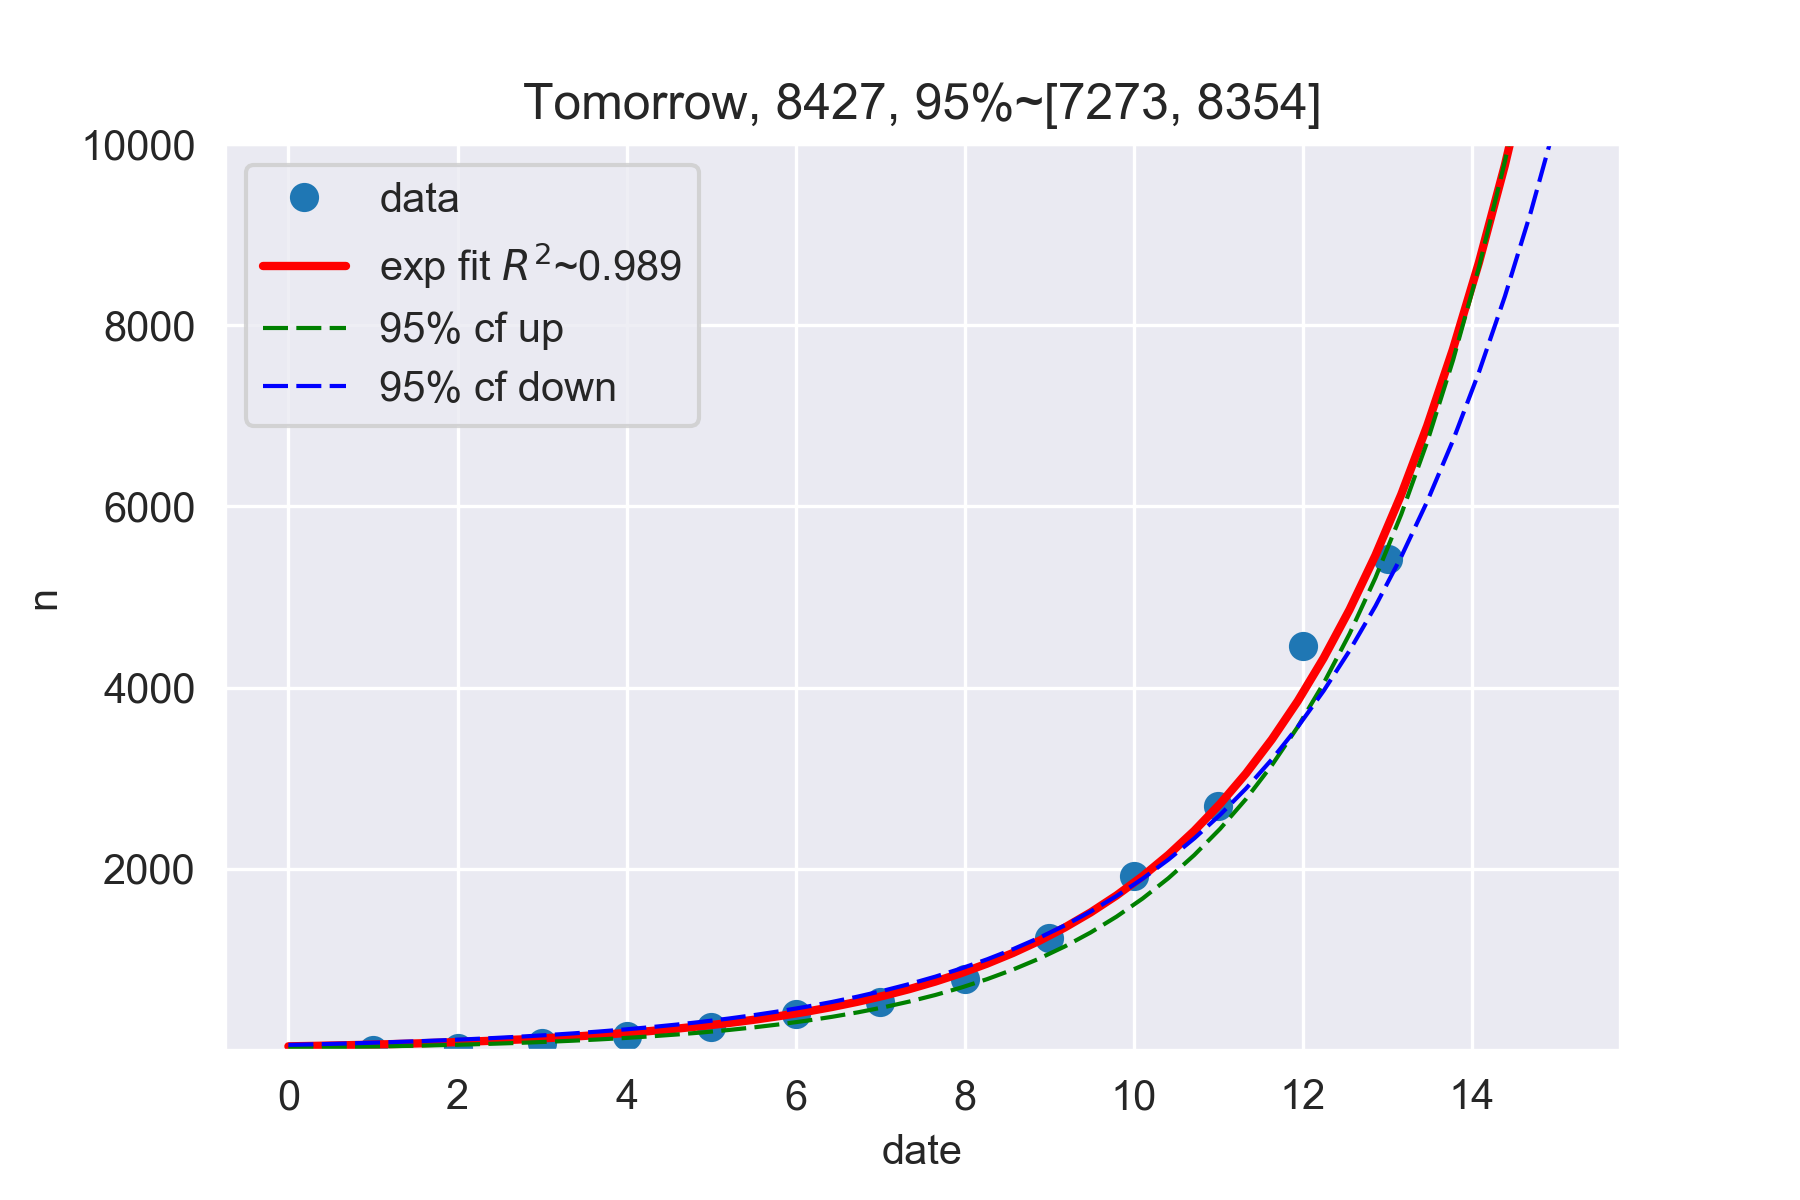 Tomorrow, 8427, 95%~[7273, 8354]
10000
8000
6000
4000
2000
n
data
exp fit R²~0.989
95% cf up
95% cf down
0 2 4 6 8 10 12 14
date